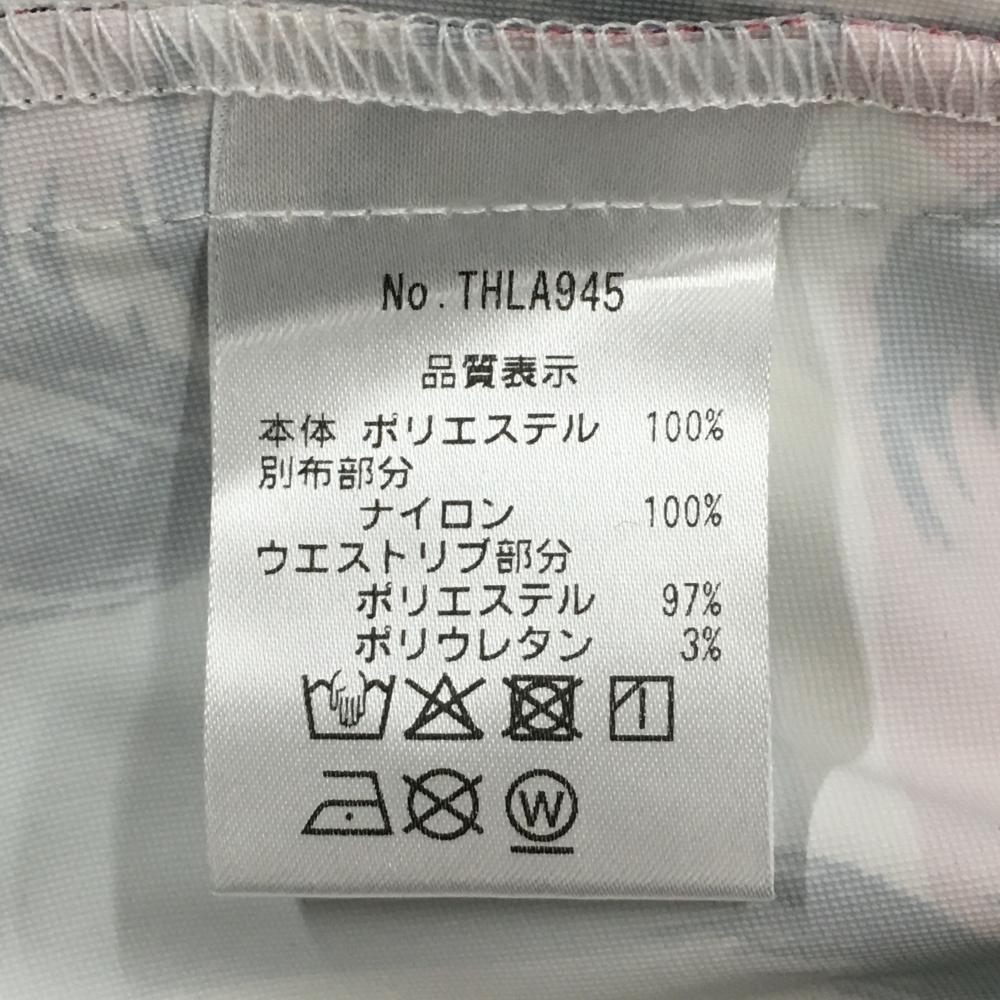 No.THLA945
品質表示
本体 ポリエステル 100%
別布部分
ナイロン 100%
ウエストリブ部分
ポリエステル 97%
ポリウレタン 3%
W